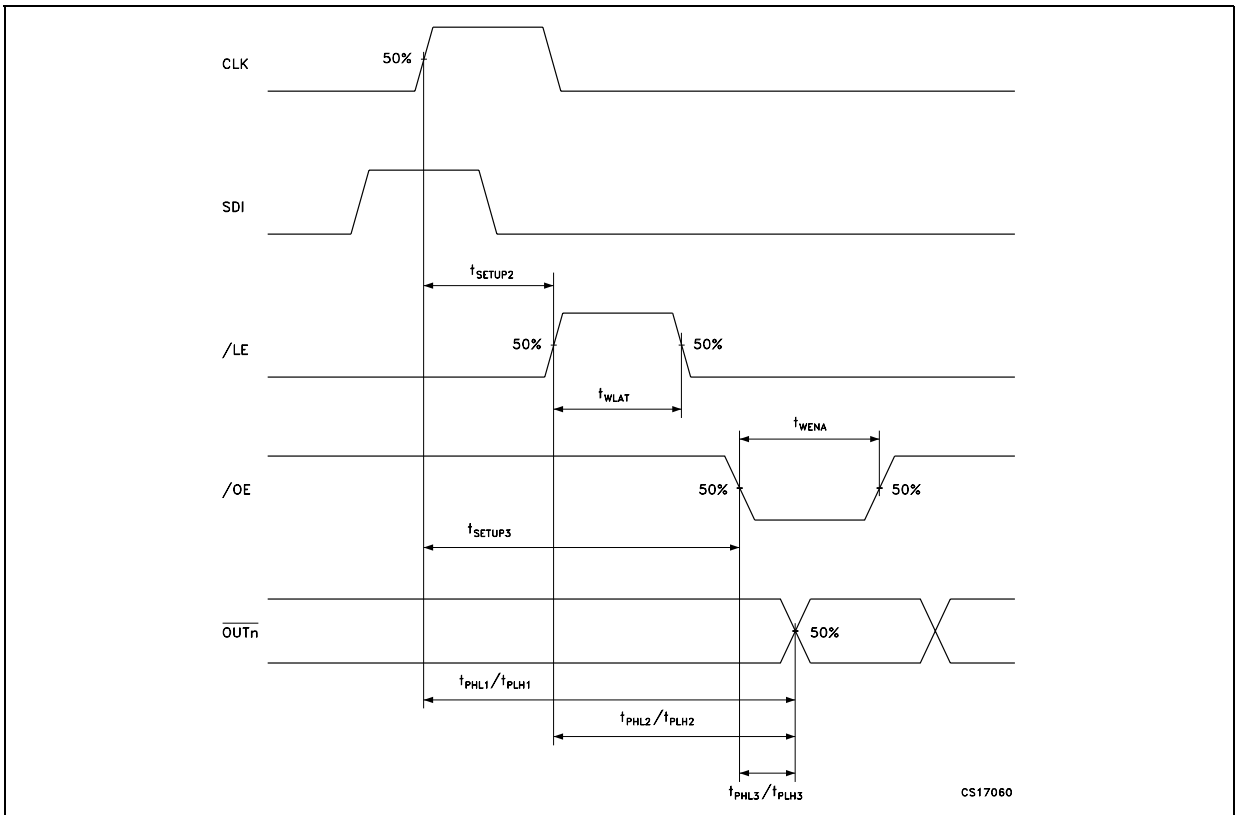 CLK
50%
SDI
tSETUP2
/LE
50%
50%
tWLAT
tWENA
/OE
50%
50%
tSETUP3
OUTn
50%
tPHL1/tPLH1
tPHL2/tPLH2
tPHL3/tPLH3
CS17060